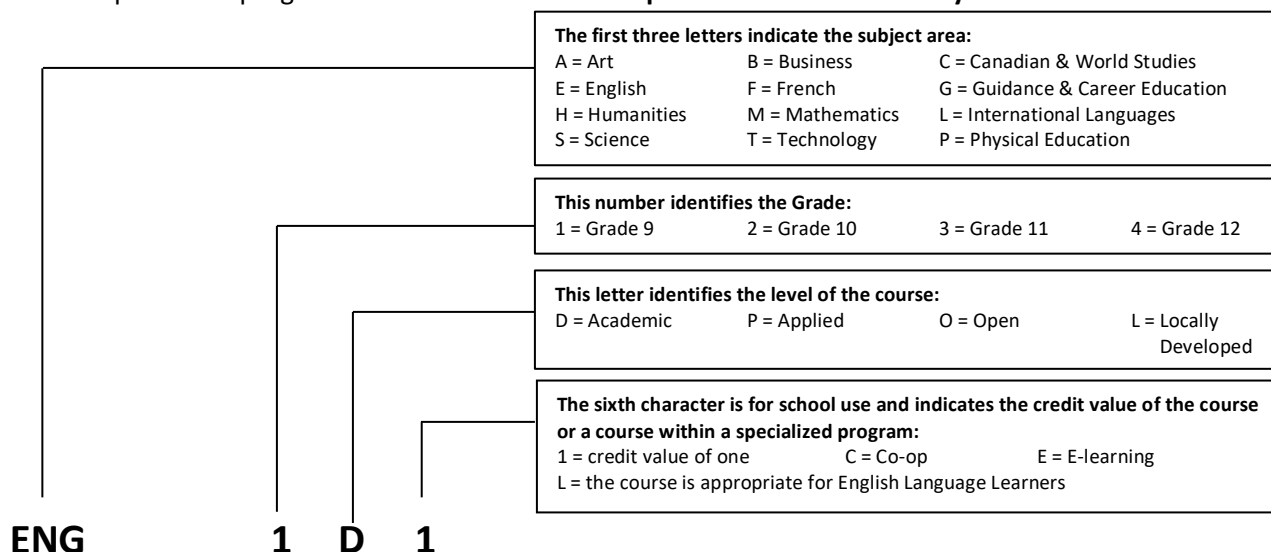 The first three letters indicate the subject area:
A = Art B = Business C = Canadian & World Studies
E = English F = French G = Guidance & Career Education
H = Humanities M = Mathematics L = International Languages
S = Science T = Technology P = Physical Education
This number identifies the Grade:
1 = Grade 9 2 = Grade 10 3 = Grade 11 4 = Grade 12
This letter identifies the level of the course:
D = Academic P = Applied O = Open L = Locally
Developed
The sixth character is for school use and indicates the credit value of the course
or a course within a specialized program:
1 = credit value of one C = Co-op E = E-learning
L = the course is appropriate for English Language Learners
ENG 1 D 1